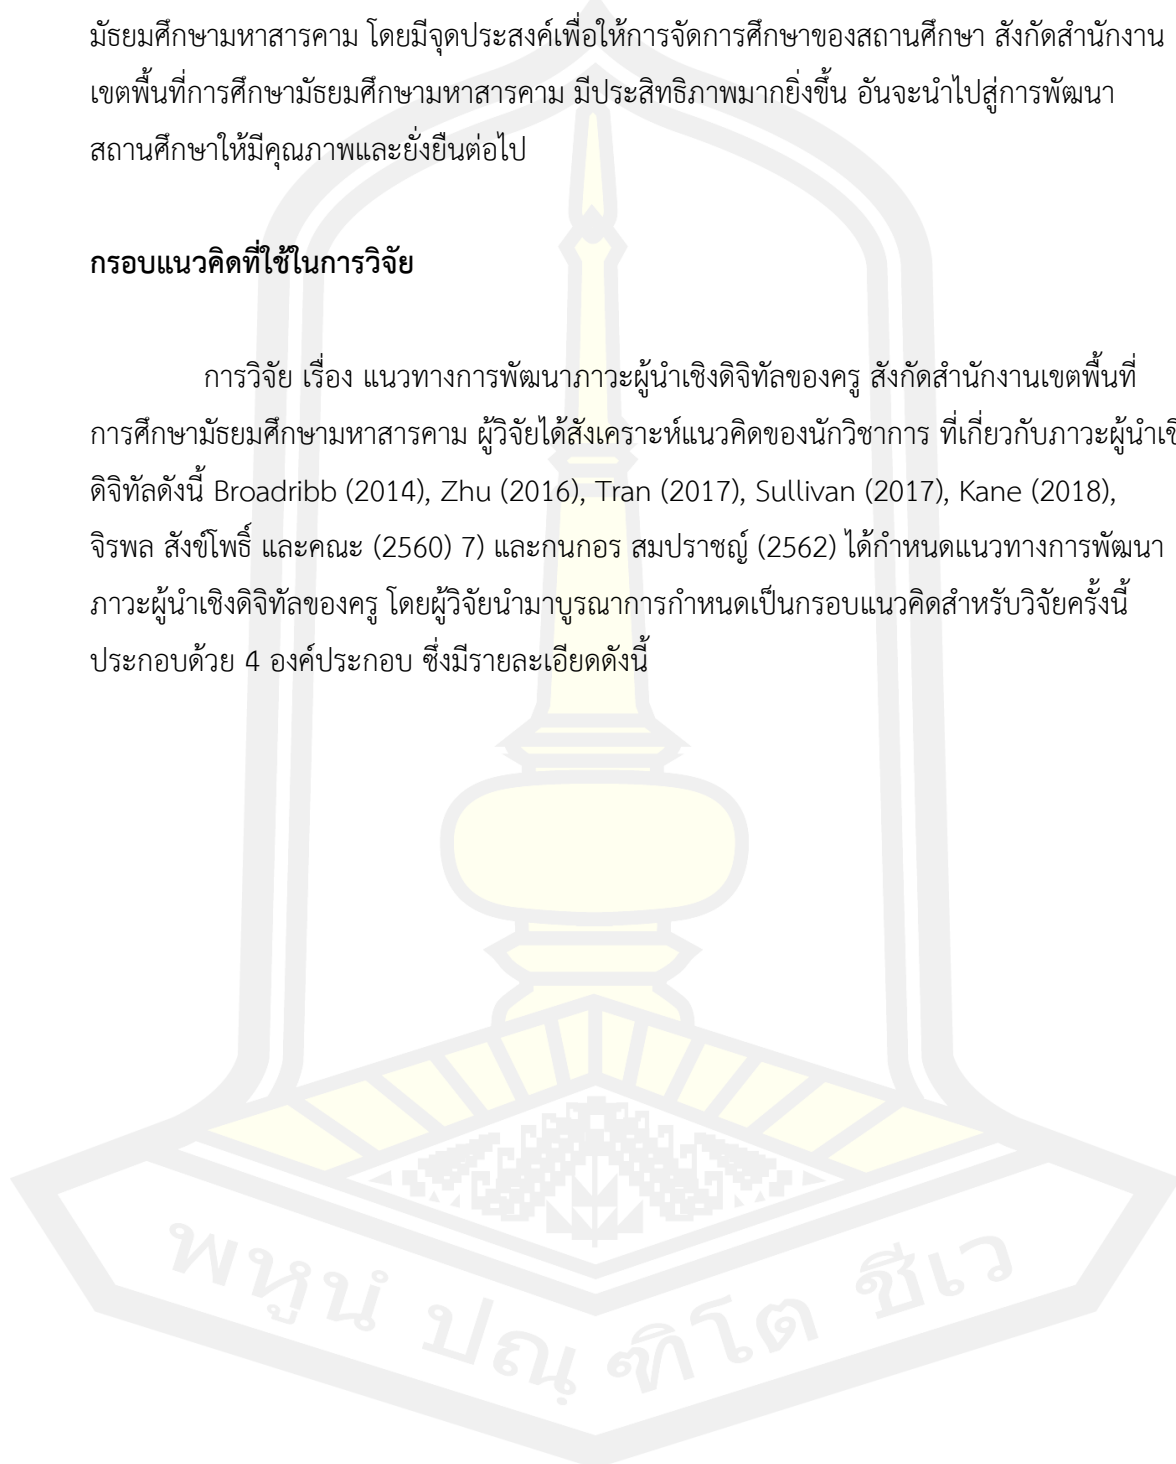 มัธยมศึกษามหาสารคาม โดยมีจุดประสงค์เพื่อให้การจัดการศึกษาของสถานศึกษา สังกัดสำนักงาน
เขตพื้นที่การศึกษามัธยมศึกษามหาสารคาม มีประสิทธิภาพมากยิ่งขึ้น อันจะนำไปสู่การพัฒนา
สถานศึกษาให้มีคุณภาพและยั่งยืนต่อไป
กรอบแนวคิดที่ใช้ในการวิจัย
การวิจัย เรื่อง แนวทางการพัฒนาภาวะผู้นำเชิงดิจิทัลของครู สังกัดสำนักงานเขตพื้นที่
การศึกษามัธยมศึกษามหาสารคาม ผู้วิจัยได้สังเคราะห์แนวคิดของนักวิชาการ ที่เกี่ยวกับภาวะผู้นำเชิ
ดิจิทัลดังนี้ Broadribb (2014), Zhu (2016), Tran (2017), Sullivan (2017), Kane (2018),
จิรพล สังข์โพธิ์ และคณะ (2560) 7) และกนกอร สมปราชญ์ (2562) ได้กำหนดแนวทางการพัฒนา
ภาวะผู้นำเชิงดิจิทัลของครู โดยผู้วิจัยนำมาบูรณาการกำหนดเป็นกรอบแนวคิดสำหรับวิจัยครั้งนี้
ประกอบด้วย 4 องค์ประกอบ ซึ่งมีรายละเอียดดังนี้
พหูนํ ปณฺฑิโต ชีเว